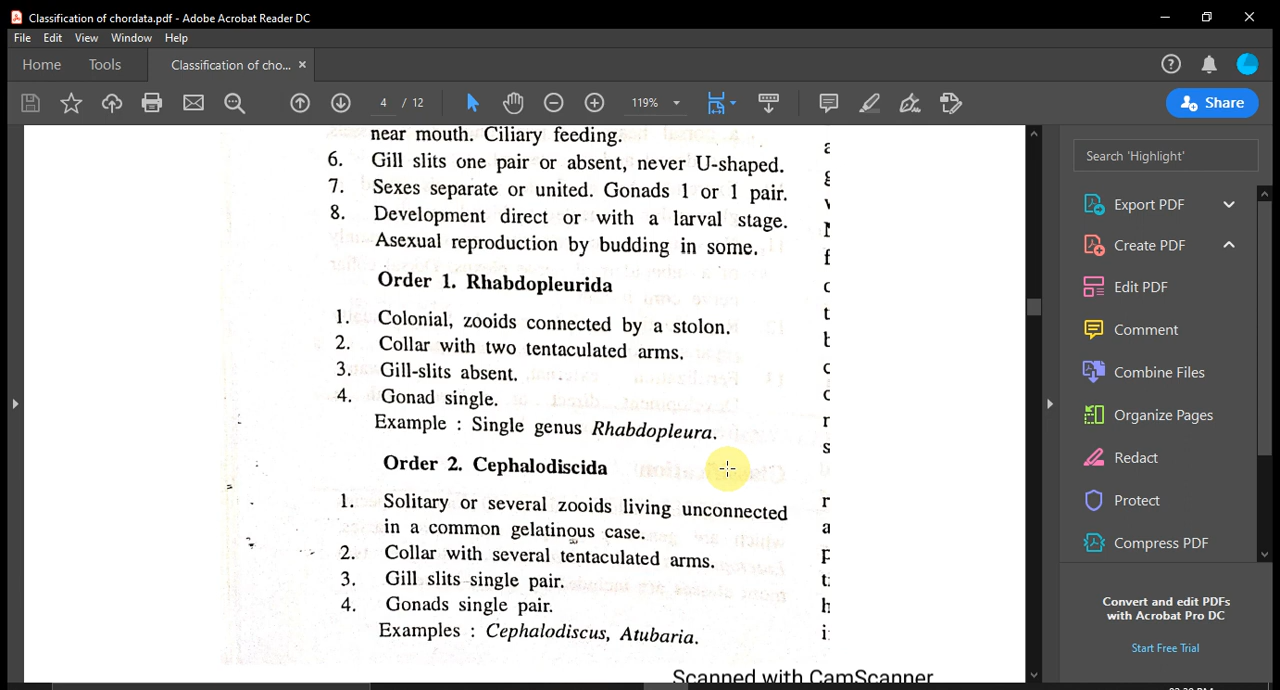 Classification of chordata.pdf - Adobe Acrobat Reader DC
File Edit View Window Help
Home Tools Classification of cho... ×
4 / 12 119% Share
near mouth. Ciliary feeding.
6. Gill slits one pair or absent, never U-shaped.
7. Sexes separate or united. Gonads 1 or 1 pair.
8. Development direct or with a larval stage.
Asexual reproduction by budding in some.
Order 1. Rhabdopleurida
1. Colonial, zooids connected by a stolon.
2. Collar with two tentaculated arms.
3. Gill-slits absent.
4. Gonad single.
Example : Single genus Rhabdopleura.
Order 2. Cephalodiscida
1. Solitary or several zooids living unconnected
in a common gelatinous case.
2. Collar with several tentaculated arms.
3. Gill slits single pair.
4. Gonads single pair.
Examples : Cephalodiscus, Atubaria.
Scanned with CamScanner
Search 'Highlight'
Export PDF
Create PDF
Edit PDF
Comment
Combine Files
Organize Pages
Redact
Protect
Compress PDF
Convert and edit PDFs
with Acrobat Pro DC
Start Free Trial